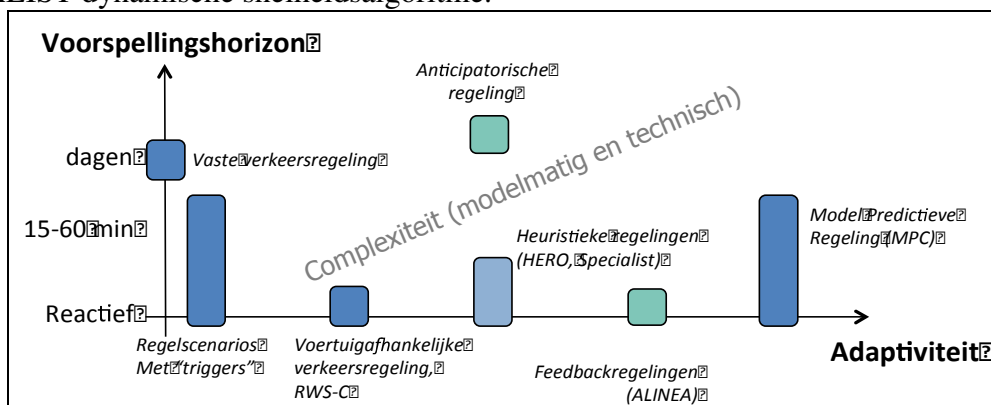 dynamische snelheidsalgoritme.
Voorspellingshorizon
Anticipatorische
regeling
dagen
Vaste verkeersregeling
Complexiteit (modelmatig en technisch)
15-60 min
Model Predictieve
Regeling (MPC)
Heuristieke regelingen
(HERO, Specialist)
Reactief
Regelscenarios
Met “triggers”
Voertuigafhankelijke
verkeersregeling,
RWS-C
Feedbackregelingen
(ALINEA)
Adaptiviteit